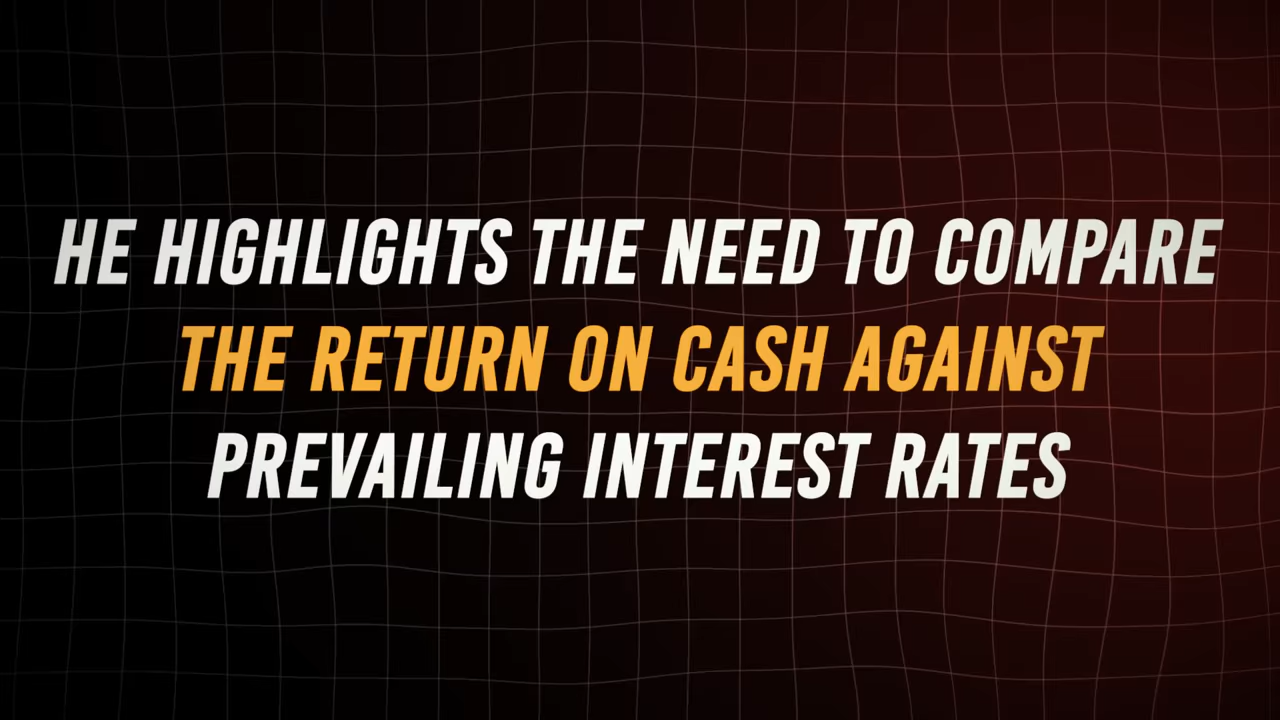 HE HIGHLIGHTS THE NEED TO COMPARE
THE RETURN ON CASH AGAINST
PREVAILING INTEREST RATES